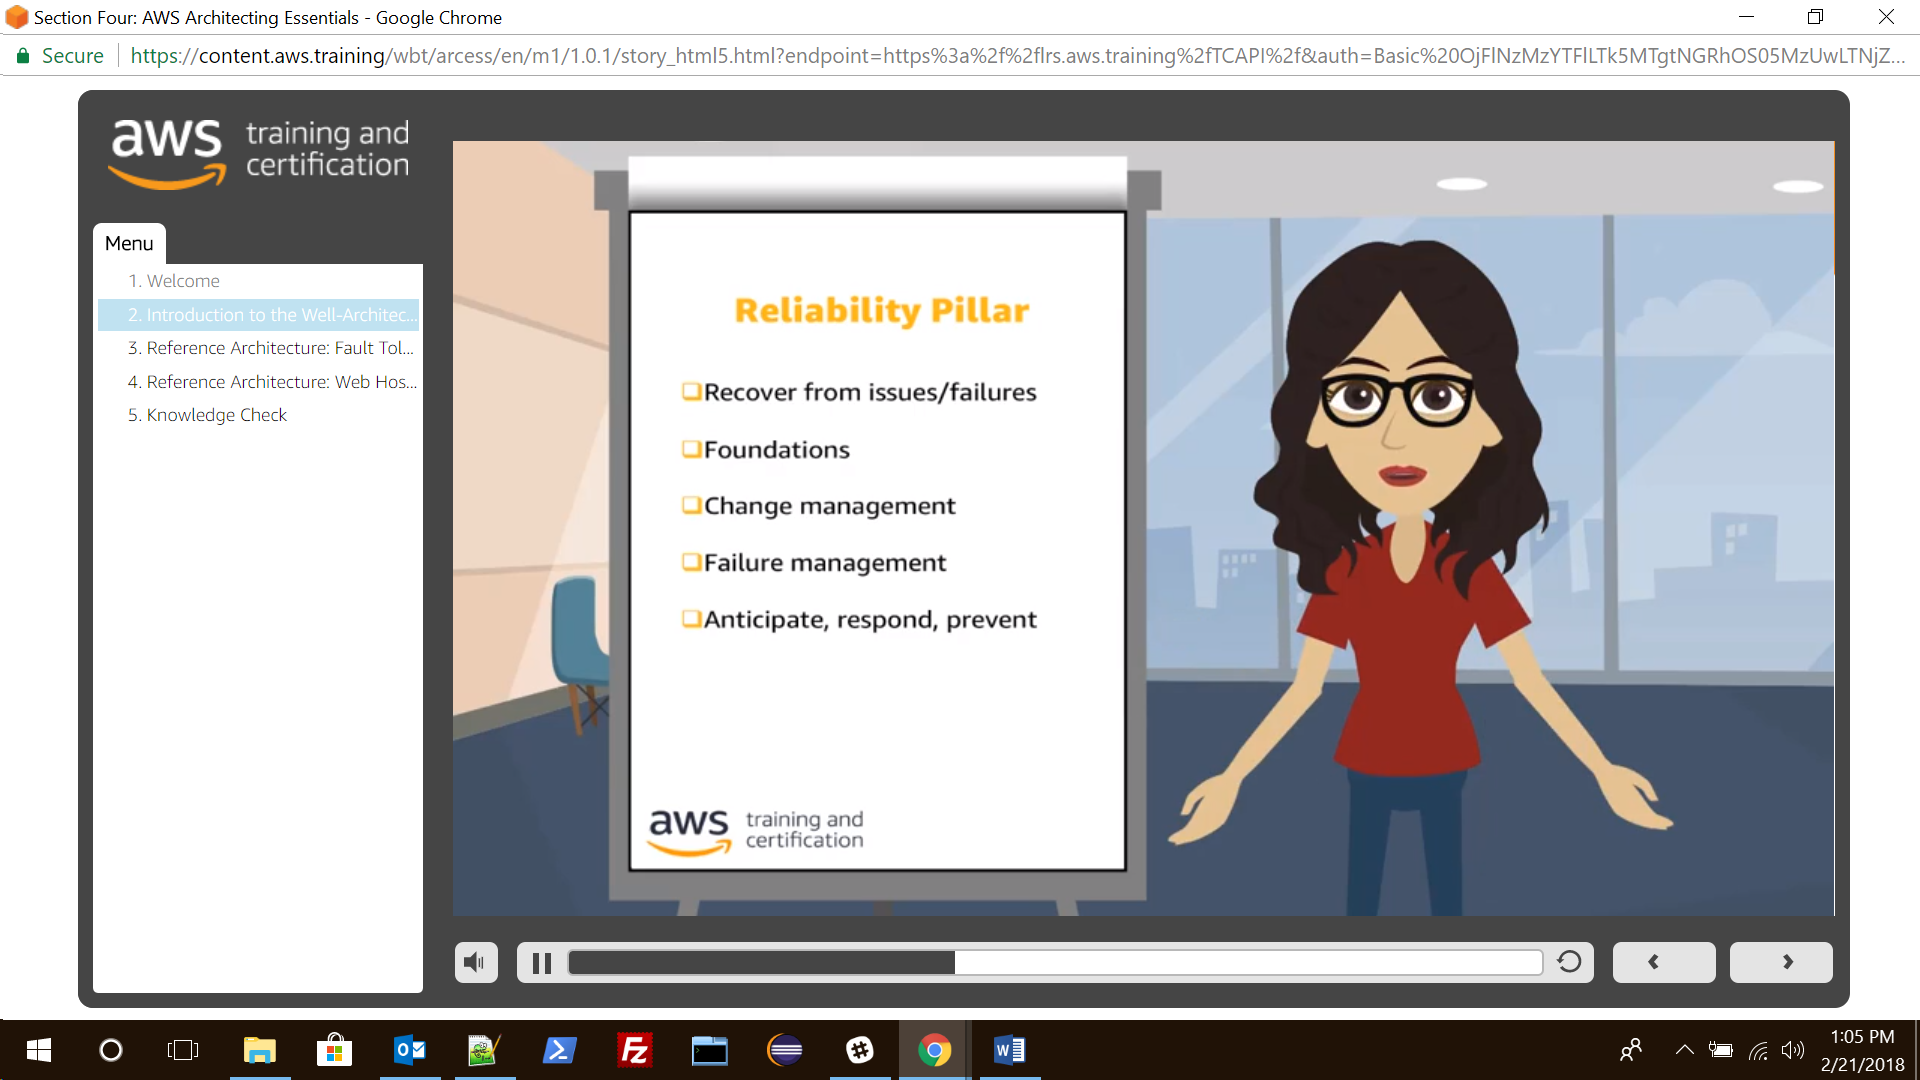 Section Four: AWS Architecting Essentials - Google Chrome
Secure https://content.aws.training/wbt/arcess/en/m1/1.0.1/story_html5.html?endpoint=https%3a%2f%2flrs.aws.training%2fTCAPI%2f&auth=Basic%20OjFlNzMzYTFlLTk5MTgtNGRhOS05MzUwLTNjZ...
aws training and
certification
Menu
1. Welcome
2. Introduction to the Well-Architec...
3. Reference Architecture: Fault Tol...
4. Reference Architecture: Web Hos...
5. Knowledge Check
Reliability Pillar
Recover from issues/failures
Foundations
Change management
Failure management
Anticipate, respond, prevent
aws training and
certification
1:05 PM
2/21/2018